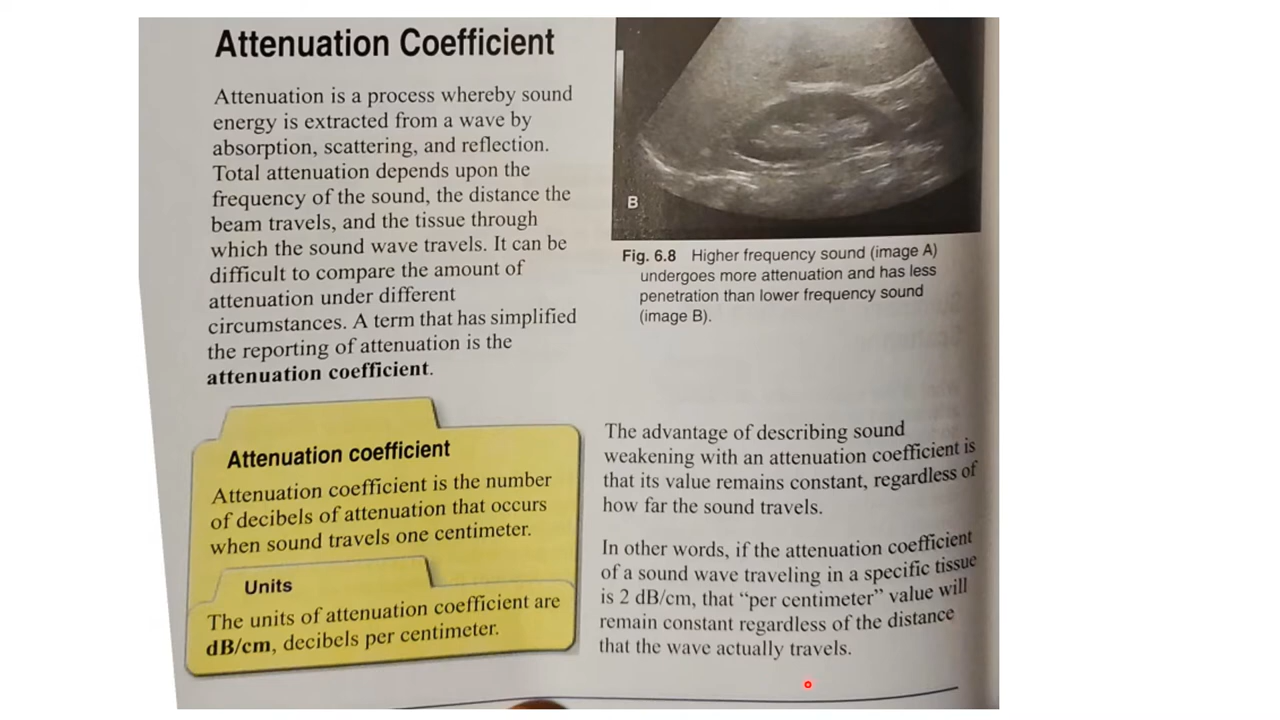 Attenuation Coefficient
Attenuation is a process whereby sound
energy is extracted from a wave by
absorption, scattering, and reflection.
Total attenuation depends upon the
frequency of the sound, the distance the
beam travels, and the tissue through
which the sound wave travels. It can be
difficult to compare the amount of
attenuation under different
circumstances. A term that has simplified
the reporting of attenuation is the
attenuation coefficient.
Attenuation coefficient
Attenuation coefficient is the number
of decibels of attenuation that occurs
when sound travels one centimeter.
Units
The units of attenuation coefficient are
dB/cm, decibels per centimeter.
B
Fig. 6.8 Higher frequency sound (image A)
undergoes more attenuation and has less
penetration than lower frequency sound
(image B).
The advantage of describing sound
weakening with an attenuation coefficient is
that its value remains constant, regardless of
how far the sound travels.
In other words, if the attenuation coefficient
of a sound wave traveling in a specific tissue
is 2 dB/cm, that “per centimeter” value will
remain constant regardless of the distance
that the wave actually travels.